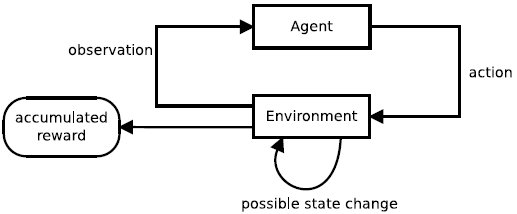 Agent
observation
action
Environment
accumulated
reward
possible state change